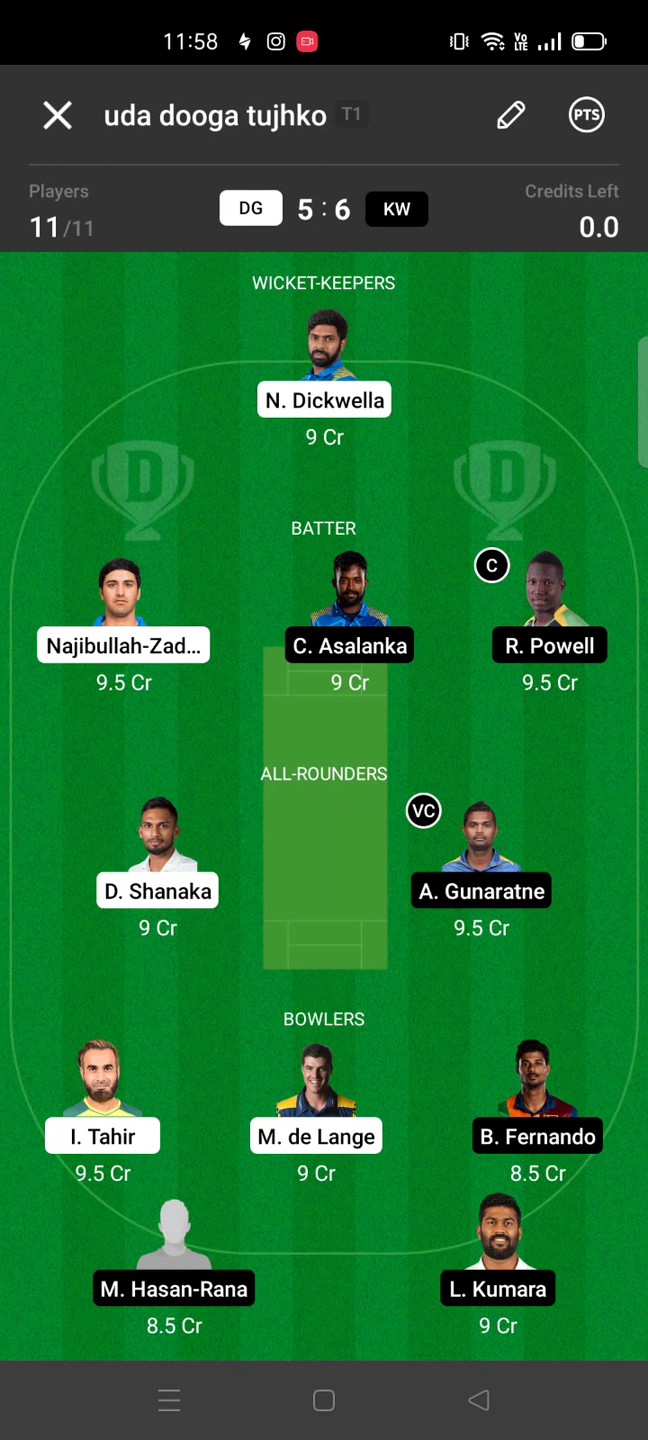 11:58
VO LTE
uda dooga tujhko T1
PTS
Players
Credits Left
11/11
DG 5 : 6 KW
0.0
WICKET-KEEPERS
N. Dickwella
9 Cr
D D
BATTER
C
Najibullah-Zad... C. Asalanka R. Powell
9.5 Cr 9 Cr 9.5 Cr
ALL-ROUNDERS
VC
D. Shanaka A. Gunaratne
9 Cr 9.5 Cr
BOWLERS
I. Tahir M. de Lange B. Fernando
9.5 Cr 9 Cr 8.5 Cr
M. Hasan-Rana L. Kumara
8.5 Cr 9 Cr